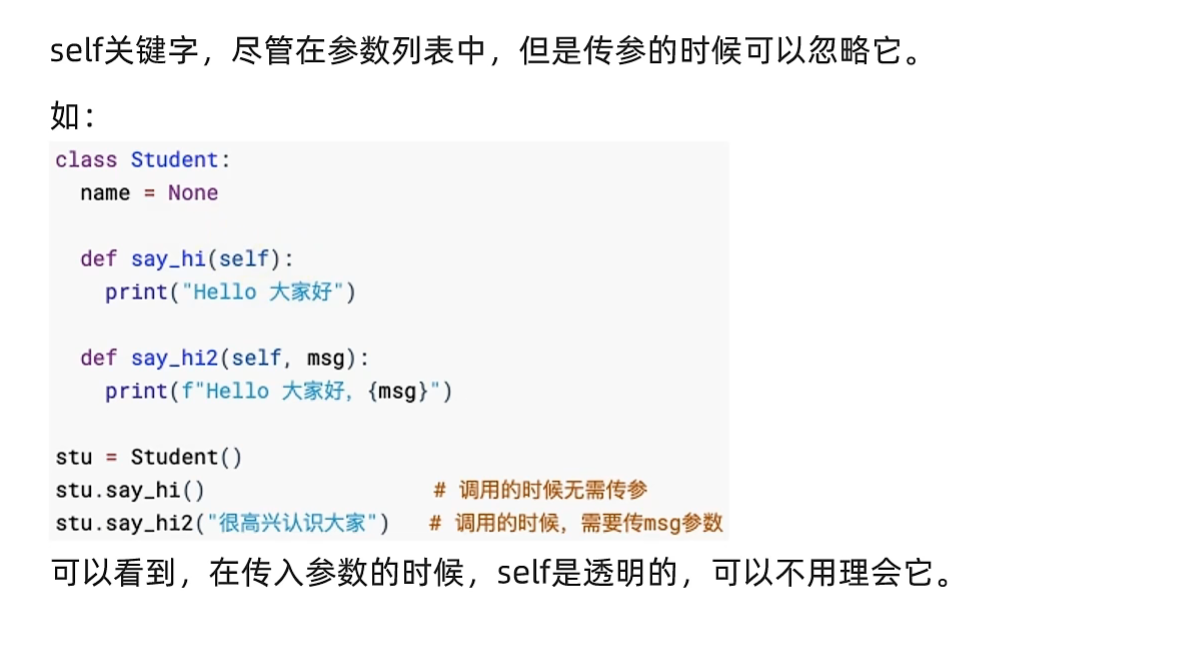 self关键字，尽管在参数列表中，但是传参的时候可以忽略它。
如：
class Student:
  name = None

  def say_hi(self):
    print("Hello 大家好")

  def say_hi2(self, msg):
    print(f"Hello 大家好，{msg}")

stu = Student()
stu.say_hi()                  # 调用的时候无需传参
stu.say_hi2("很高兴认识大家")   # 调用的时候，需要传msg参数
可以看到，在传入参数的时候，self是透明的，可以不用理会它。